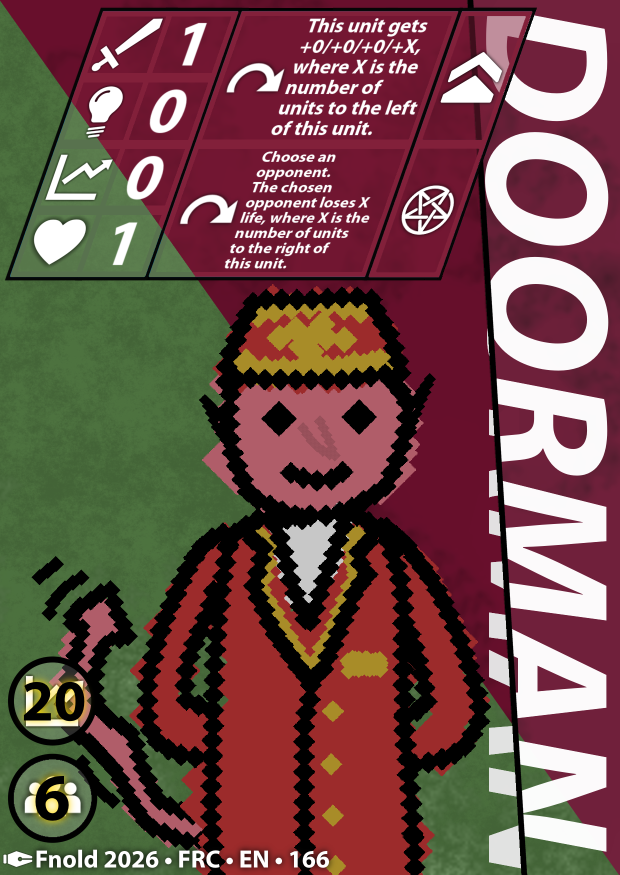 1
This unit gets
+0/+0/+0/+X,
where X is the
number of
units to the left
of this unit.
0
0
Choose an
opponent.
The chosen
opponent loses X
life, where X is the
number of units
to the right of
this unit.
1
DOORMAN
20
6
Fnold 2026 • FRC • EN • 166